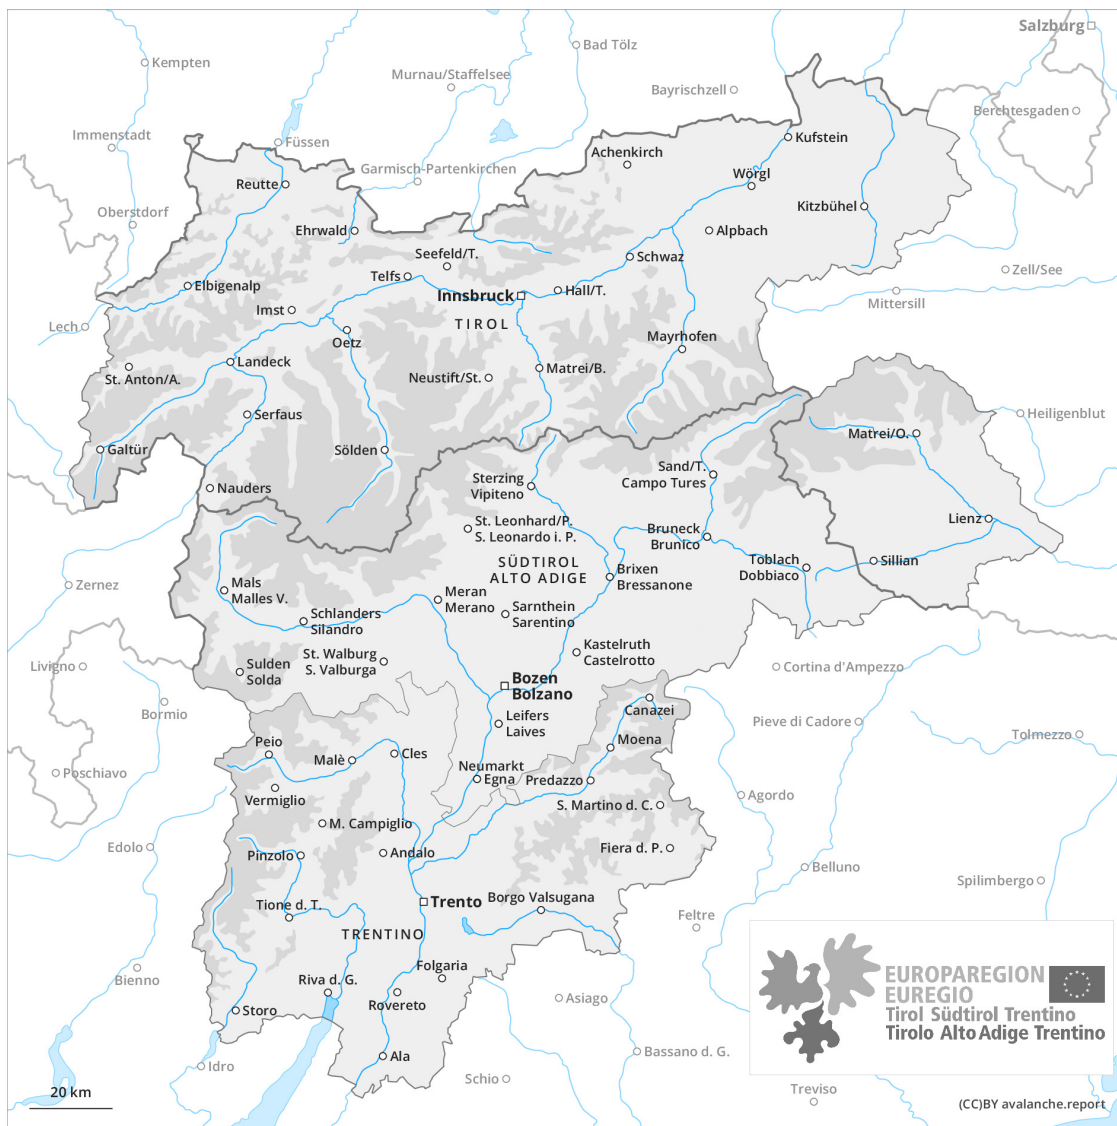 Salzburg
Bad Tölz
Kempten
Murnau/Staffelsee
Bayrischzell
Berchtesgaden
Immenstadt
Füssen
Kufstein
Achenkirch
Garmisch-Partenkirchen
Wörgl
Reutte
Oberstdorf
Kitzbühel
Ehrwald
Alpbach
Seefeld/T.
Schwaz
Zell/See
Telfs
Elbigenalp
Hall/T.
Innsbruck
Mittersill
Imst
TIROL
Lech
Oetz
Mayrhofen
Landeck
Matrei/B.
St. Anton/A.
Neustift/St.
Serfaus
Heiligenblut
Matrei/O.
Galtür
Sölden
Sand/T.
Campo Tures
Sterzing
Vipiteno
Nauders
Lienz
St. Leonhard/P.
S. Leonardo i. P.
Bruneck
Brunico
SÜDTIROL
ALTO ADIGE
Toblach
Dobbiaco
Sillian
Brixen
Bressanone
Zernez
Mals
Malles V.
Meran
Merano
Schlanders
Silandro
Sarnthein
Sarentino
Kastelruth
Castelrotto
St. Walburg
S. Valburga
Livigno
Sulden
Solda
Cortina d'Ampezzo
Bozen
Bolzano
Canazei
Bormio
Leifers
Laives
Pieve di Cadore
Tolmezzo
Moena
Peio
Malè
Cles
Poschiavo
Neumarkt
Egna
Predazzo
Vermiglio
Agordo
S. Martino d. C.
M. Campiglio
Edolo
Pinzolo
Andalo
Fiera d. P.
Belluno
Spilimbergo
Borgo Valsugana
Trento
Tione d. T.
Feltre
TRENTINO
Bienno
Folgaria
Riva d. G.
Rovereto
Asiago
Storo
EUROPAREGION
EUREGIO
Tirol Südtirol Trentino
Tirolo Alto Adige Trentino
Ala
Idro
Bassano d. G.
Schio
Treviso
20 km
(CC)BY avalanche.report